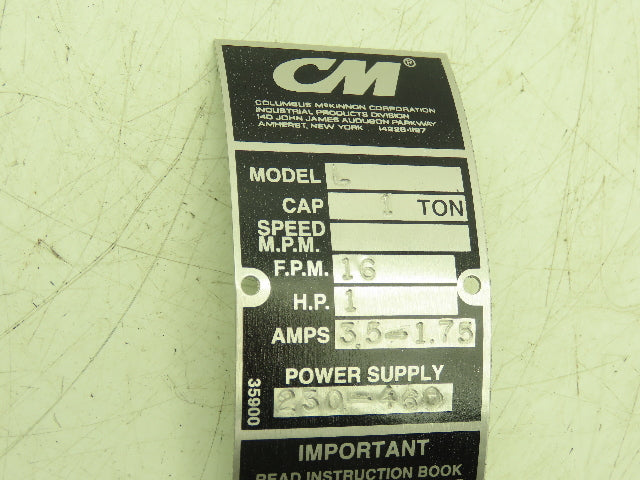 CM®
COLUMBUS McKINNON CORPORATION
INDUSTRIAL PRODUCTS DIVISION
140 JOHN JAMES AUDUBON PARKWAY
AMHERST, NEW YORK 14228-1197
MODEL L
CAP 1 TON
SPEED
M.P.M.
F.P.M. 16
H.P. 1
AMPS 3.5-1.75
POWER SUPPLY
230-460
35900
IMPORTANT
READ INSTRUCTION BOOK